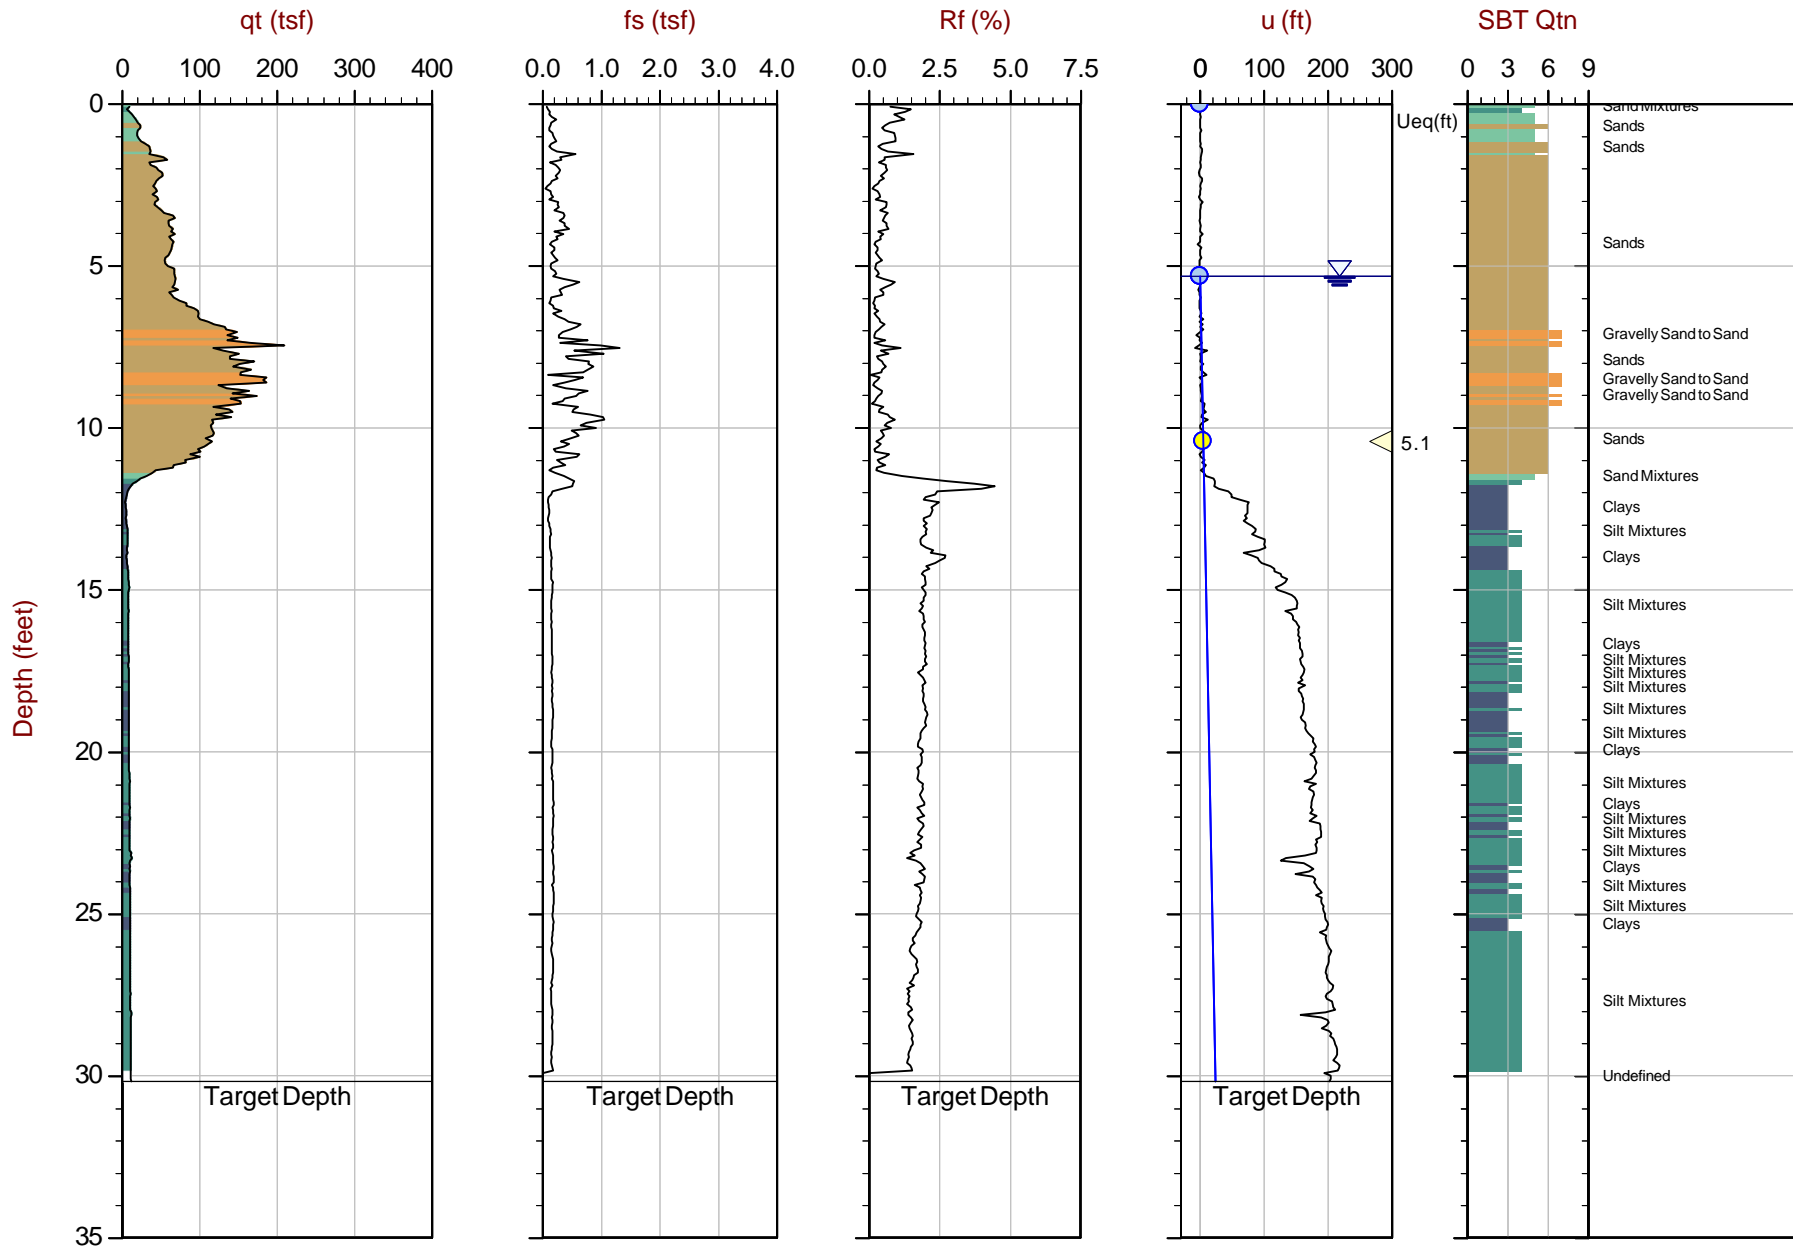 qt (tsf) fs (tsf) Rf (%) u (ft) SBT Qtn
0 100 200 300 400 0.0 1.0 2.0 3.0 4.0 0.0 2.5 5.0 7.5 0 100 200 300 0 3 6 9
0
Sand Mixtures
Ueq(ft)
Sands
Sands
Sands
5
Gravelly Sand to Sand
Sands
Gravelly Sand to Sand
Gravelly Sand to Sand
10
Sands
5.1
Sand Mixtures
Clays
Silt Mixtures
Clays
15
Silt Mixtures
Depth (feet)
Clays
Silt Mixtures
Silt Mixtures
Silt Mixtures
Silt Mixtures
Silt Mixtures
Clays
20
Silt Mixtures
Clays
Silt Mixtures
Silt Mixtures
Silt Mixtures
Clays
Silt Mixtures
Silt Mixtures
25
Clays
Silt Mixtures
30
Undefined
Target Depth Target Depth Target Depth Target Depth
35